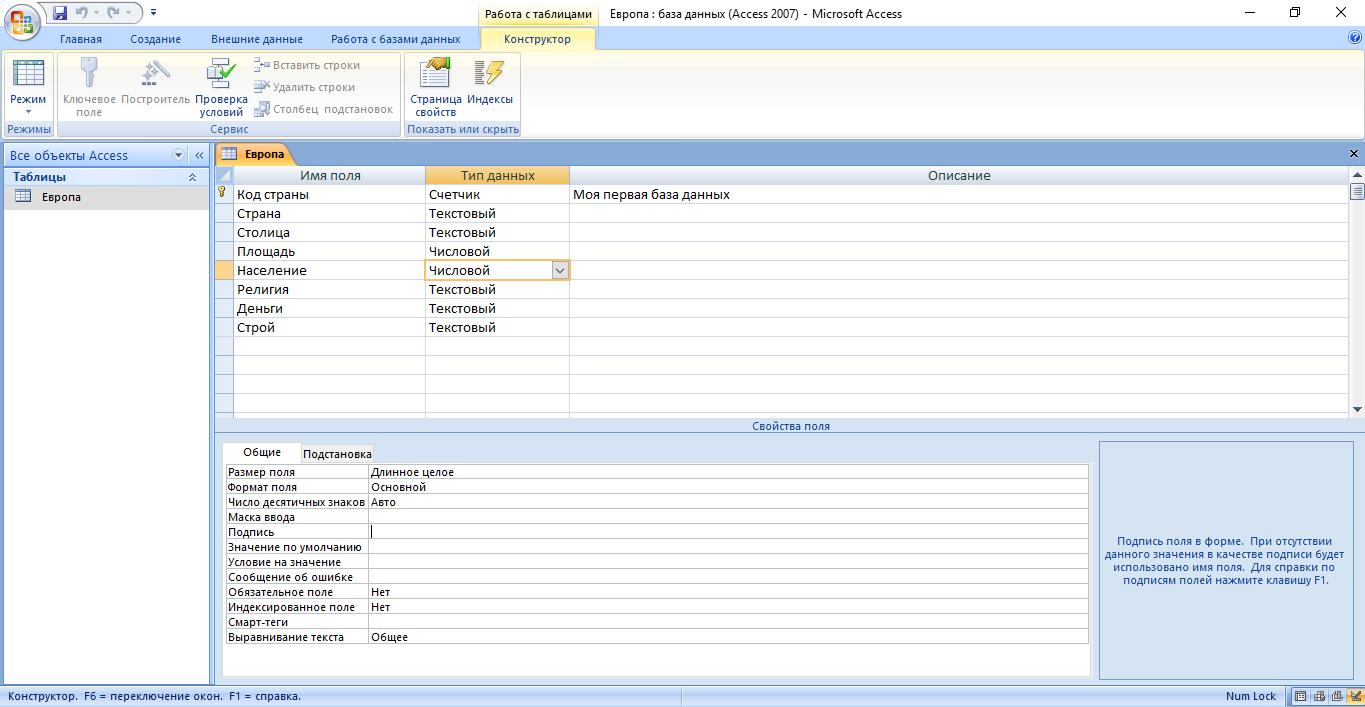 Работа с таблицами Европа : база данных (Access 2007) - Microsoft Access
Главная Создание Внешние данные Работа с базами данных Конструктор
Режим
Режимы
Ключевое поле
Построитель
Проверка условий
Вставить строки
Удалить строки
Столбец подстановок
Сервис
Страница свойств
Индексы
Показать или скрыть
Все объекты Access
Таблицы
Европа
Европа
Имя поля Тип данных Описание
Код страны Счетчик Моя первая база данных
Страна Текстовый
Столица Текстовый
Площадь Числовой
Население Числовой
Религия Текстовый
Деньги Текстовый
Строй Текстовый
Свойства поля
Общие Подстановка
Размер поля Длинное целое
Формат поля Основной
Число десятичных знаков Авто
Маска ввода
Подпись
Значение по умолчанию
Условие на значение
Сообщение об ошибке
Обязательное поле Нет
Индексированное поле Нет
Смарт-теги
Выравнивание текста Общее
Подпись поля в форме. При отсутствии
данного значения в качестве подписи будет
использовано имя поля. Для справки по
подписям полей нажмите клавишу F1.
Конструктор. F6 = переключение окон. F1 = справка. Num Lock